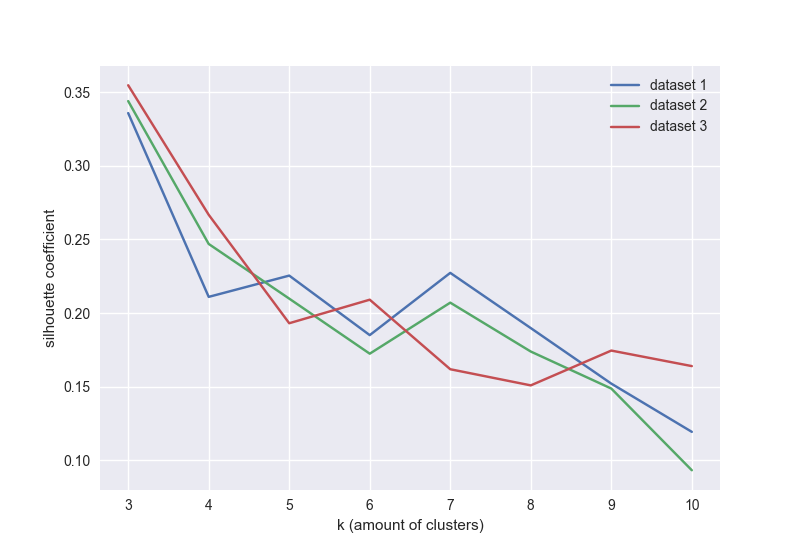 dataset 1
dataset 2
dataset 3
0.35
0.30
0.25
0.20
0.15
0.10
silhouette coefficient
3 4 5 6 7 8 9 10
k (amount of clusters)